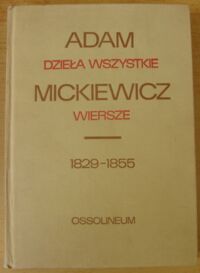 ADAM
DZIEŁA WSZYSTKIE
MICKIEWICZ
WIERSZE
1829-1855
OSSOLINEUM